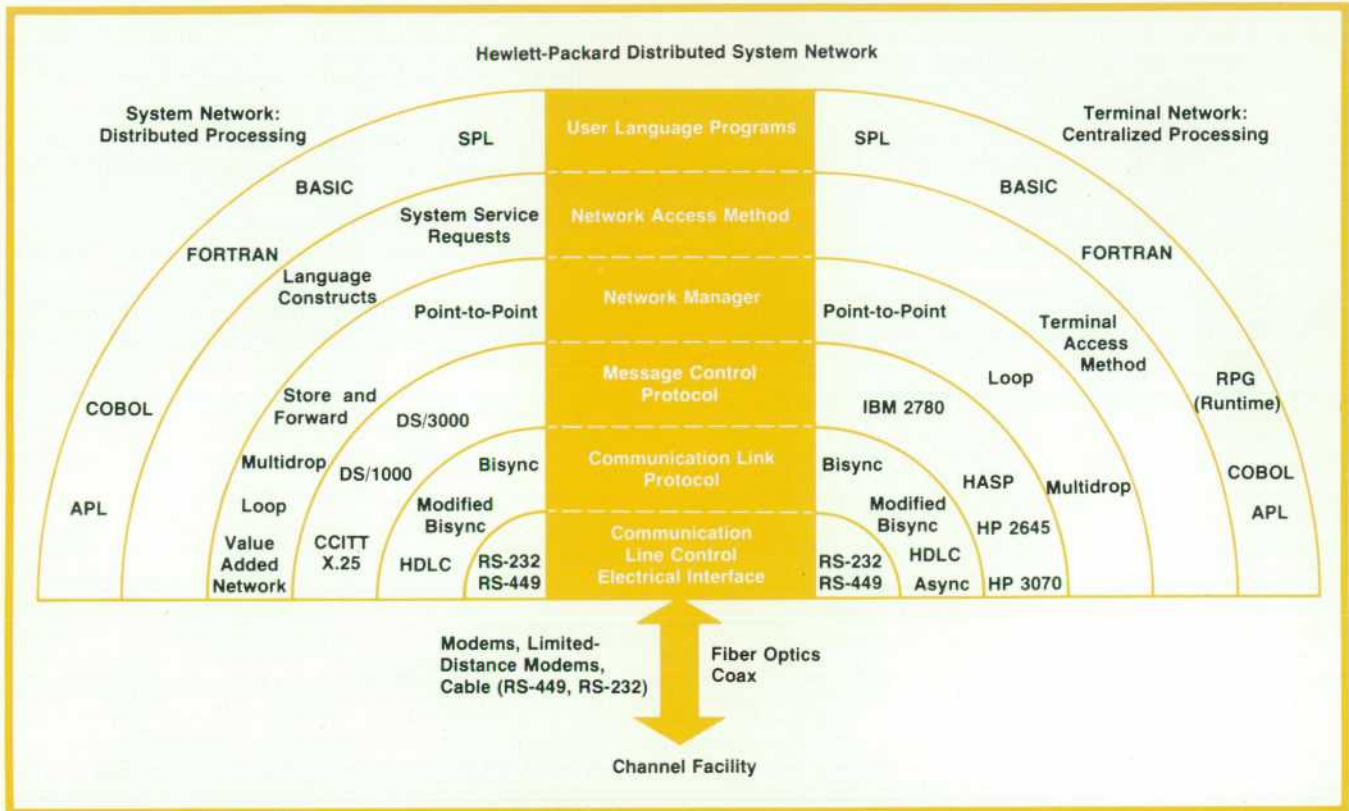 Hewlett-Packard Distributed System Network
System Network:
Distributed Processing
Terminal Network:
Centralized Processing
SPL
BASIC
FORTRAN
COBOL
APL
System Service
Requests
Language
Constructs
Point-to-Point
Store and
Forward
Multidrop
Loop
Value
Added
Network
DS/3000
DS/1000
CCITT
X.25
Bisync
Modified
Bisync
HDLC
RS-232
RS-449
User Language Programs
Network Access Method
Network Manager
Message Control
Protocol
Communication Link
Protocol
Communication
Line Control
Electrical Interface
SPL
BASIC
FORTRAN
RPG
(Runtime)
COBOL
APL
Terminal
Access
Method
Point-to-Point
Loop
Multidrop
IBM 2780
HASP
HP 2645
HP 3070
Bisync
Modified
Bisync
HDLC
Async
RS-232
RS-449
Modems, Limited-
Distance Modems,
Cable (RS-449, RS-232)
Fiber Optics
Coax
Channel Facility